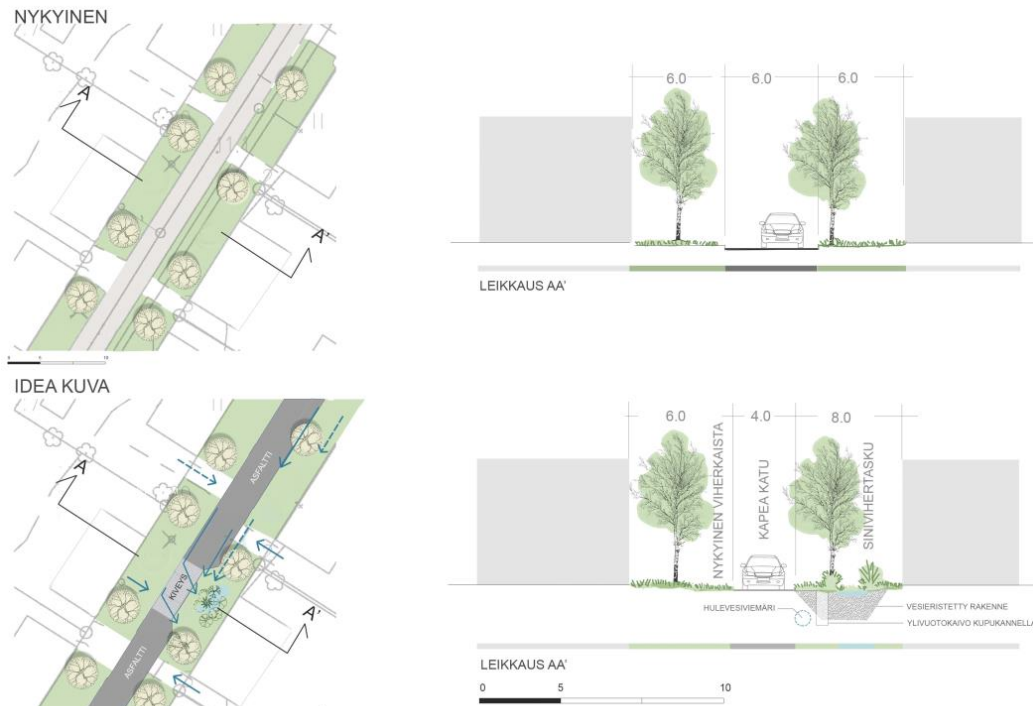 NYKYINEN
A
A'
6.0
6.0
6.0
LEIKKAUS AA'
IDEA KUVA
A
A'
ASFALTTI
KIVEYS
ASFALTTI
6.0
4.0
8.0
NYKYINEN VIHERKAISTA
KAPEA KATU
SINIVIHERTASKU
HULEVESIVIEMÄRI
VESIERISTETTY RAKENNE
YLIVUOTOKAIVO KUPUKANNELLA
LEIKKAUS AA'
0
5
10